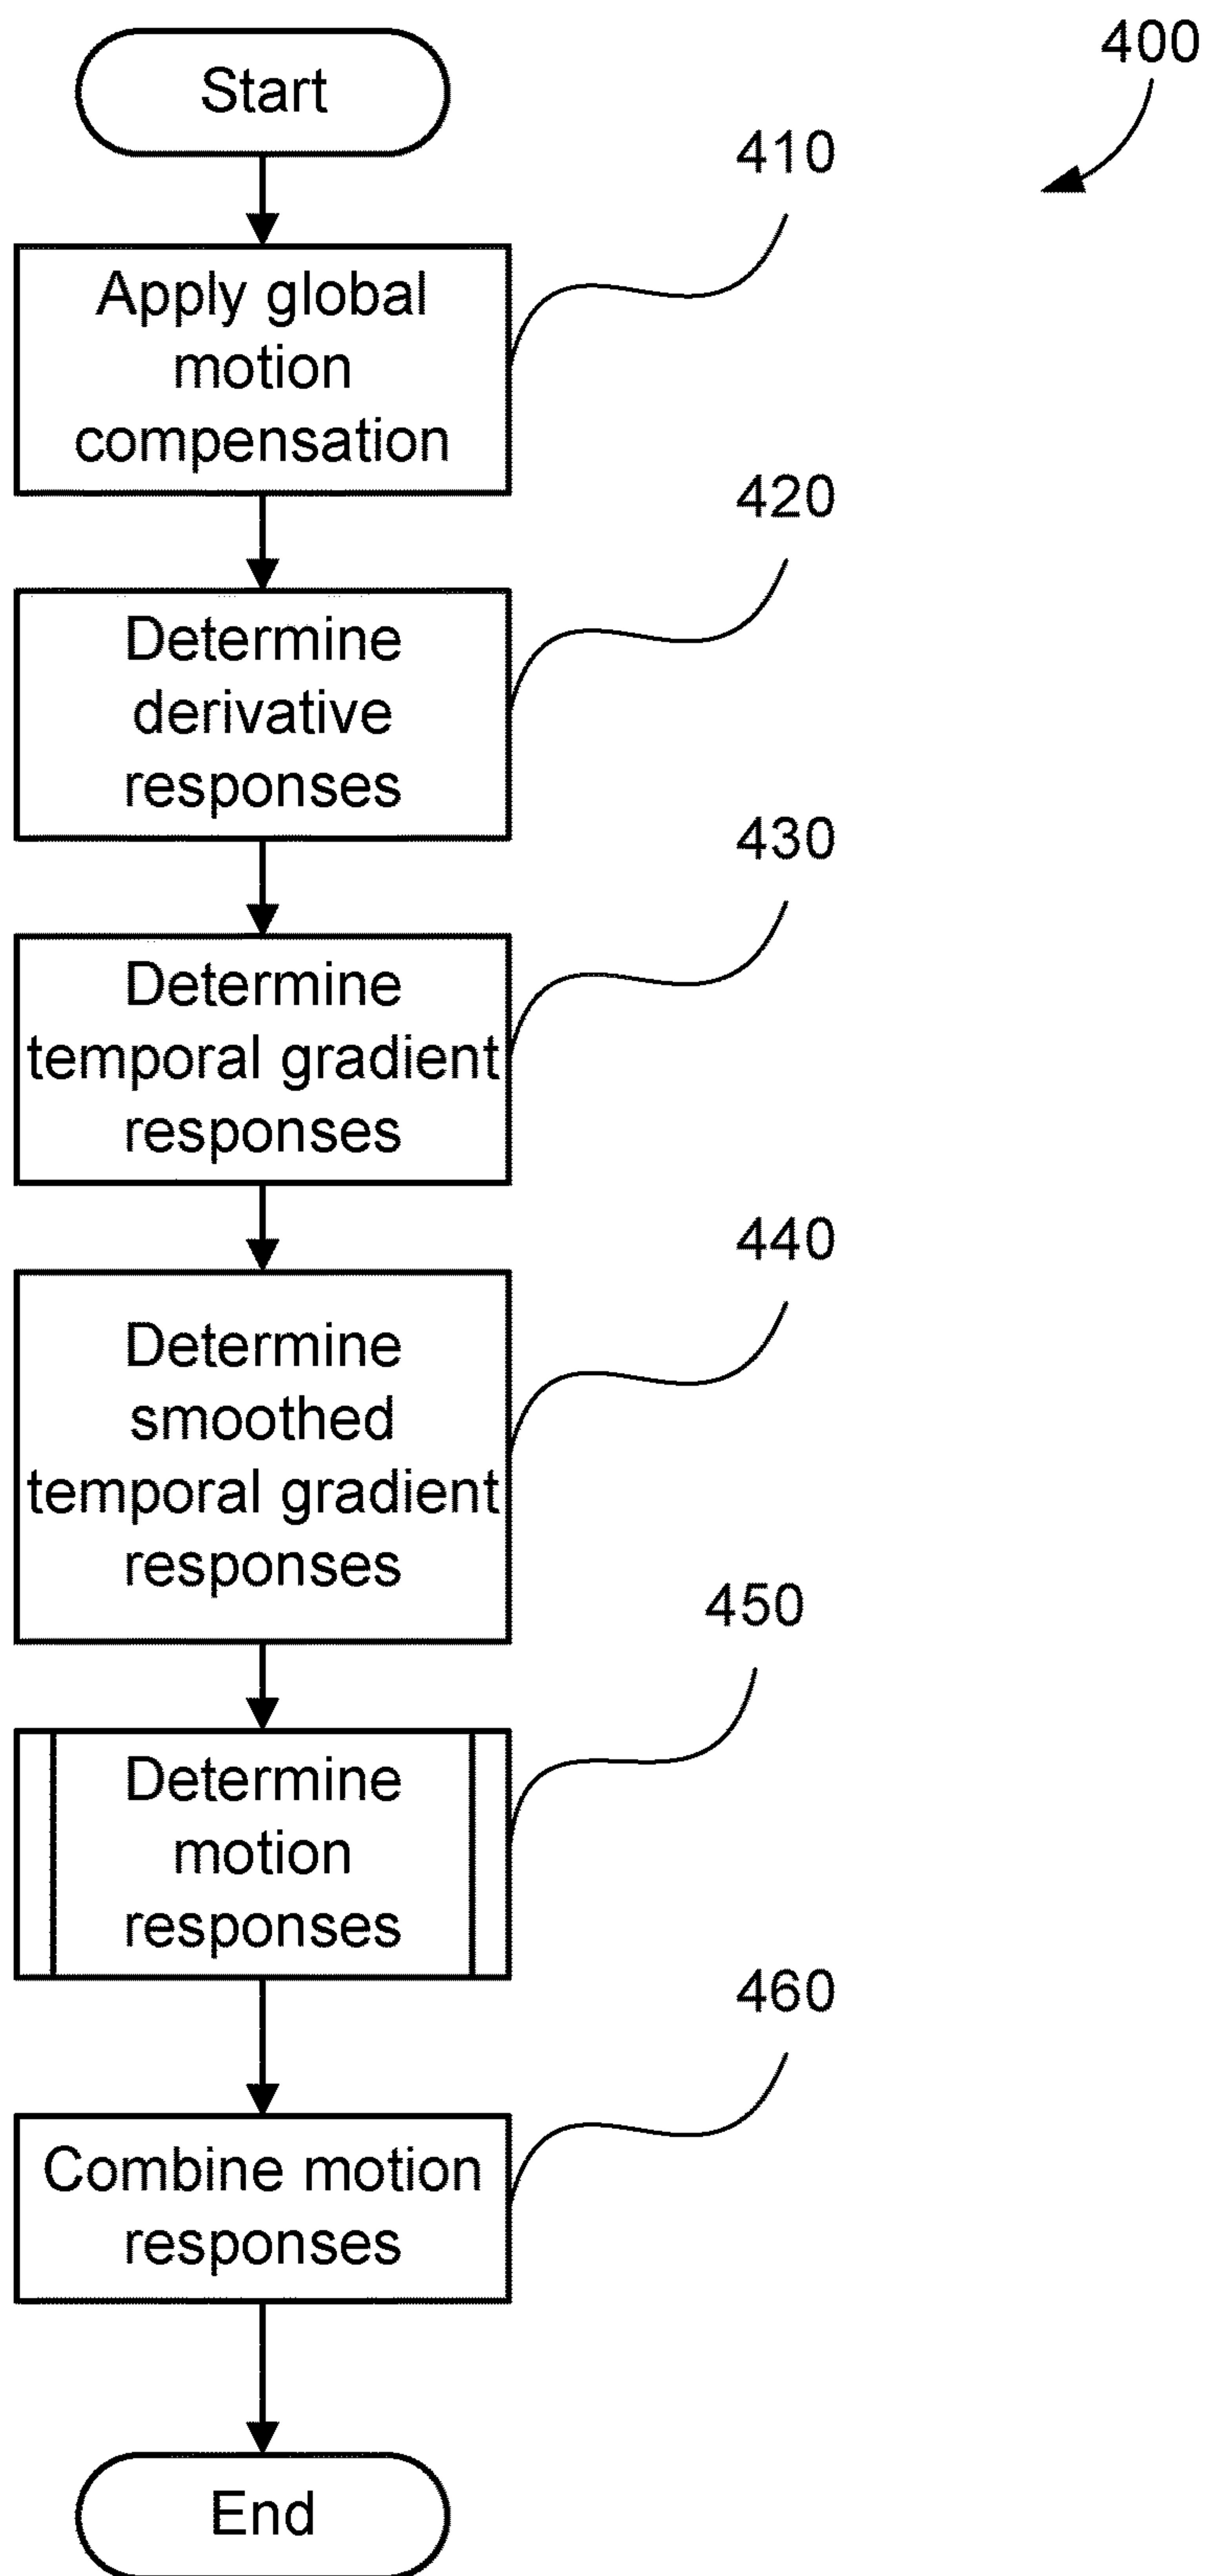 400
Start
410
Apply global
motion
compensation
420
Determine
derivative
responses
430
Determine
temporal gradient
responses
440
Determine
smoothed
temporal gradient
responses
450
Determine
motion
responses
460
Combine motion
responses
End